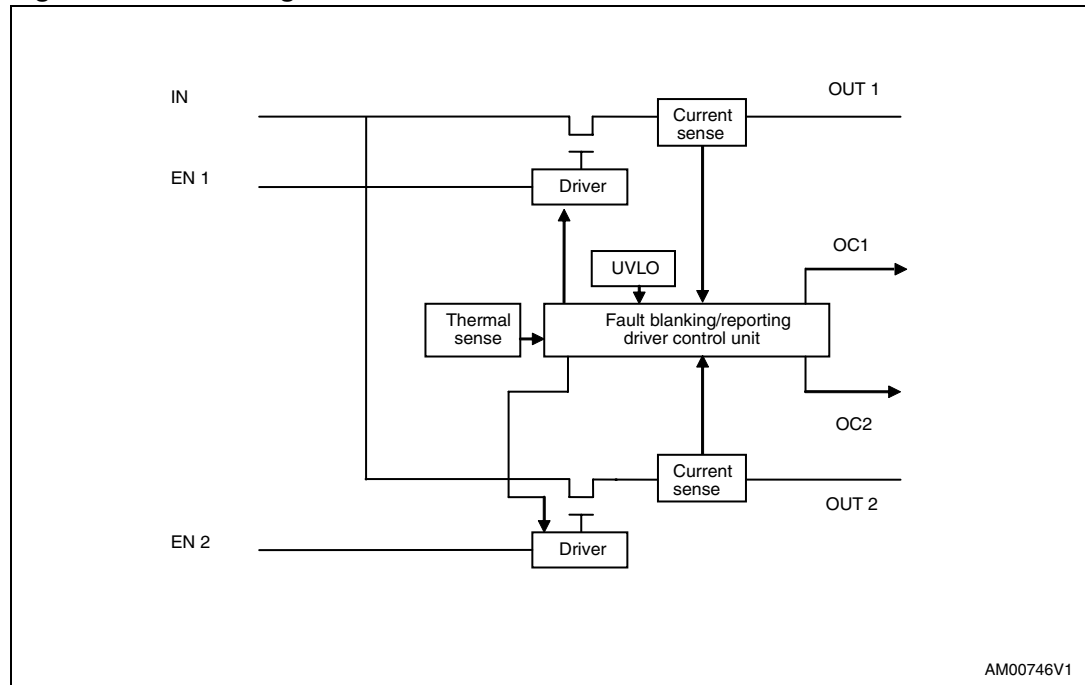 IN
OUT 1
Current
sense
EN 1
Driver
OC1
UVLO
Thermal
sense
Fault blanking/reporting
driver control unit
OC2
Current
sense
OUT 2
EN 2
Driver
AM00746V1